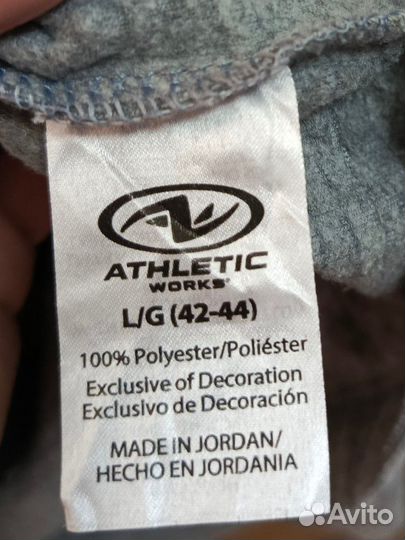 ATHLETIC
WORKS®
L/G (42-44)
100% Polyester/Poliéster
Exclusive of Decoration
Exclusivo de Decoración
MADE IN JORDAN/
HECHO EN JORDANIA
Avito